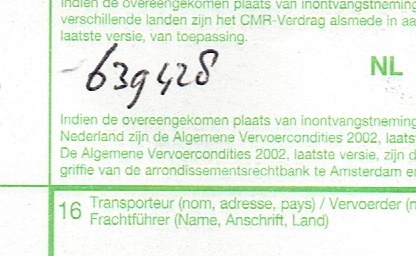 Indien de overeengekomen plaats van inontvangstneming
verschillende landen zijn het CMR-Verdrag alsmede in aa
laatste versie, van toepassing.
639428
NL
Indien de overeengekomen plaats van inontvangstneming
Nederland zijn de Algemene Vervoercondities 2002, laatste
De Algemene Vervoercondities 2002, laatste versie, zijn d
griffie van de arrondissementsrechtbank te Amsterdam en
16 Transporteur (nom, adresse, pays) / Vervoerder (n
Frachtführer (Name, Anschrift, Land)